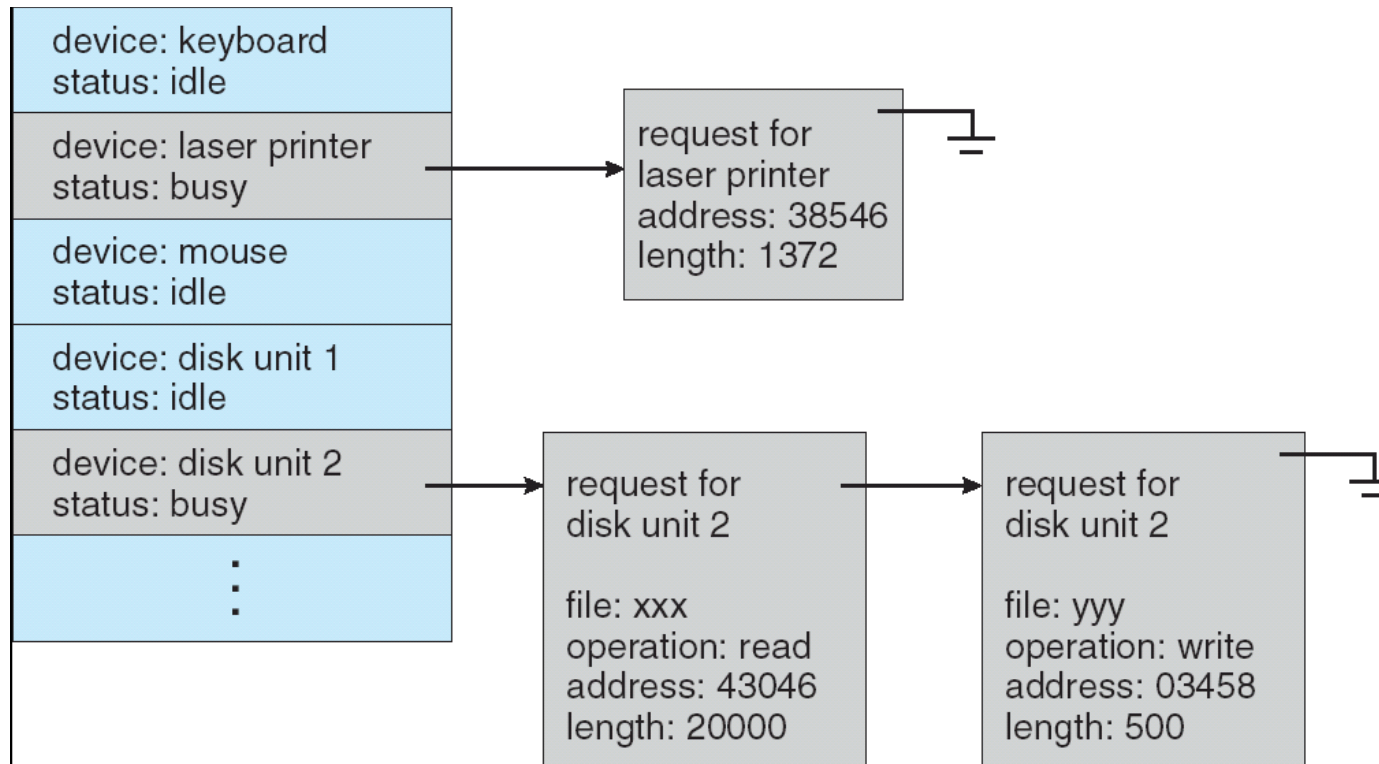 device: keyboard
status: idle
device: laser printer
status: busy
device: mouse
status: idle
device: disk unit 1
status: idle
device: disk unit 2
status: busy
request for
laser printer
address: 38546
length: 1372
request for
disk unit 2
file: xxx
operation: read
address: 43046
length: 20000
request for
disk unit 2
file: yyy
operation: write
address: 03458
length: 500